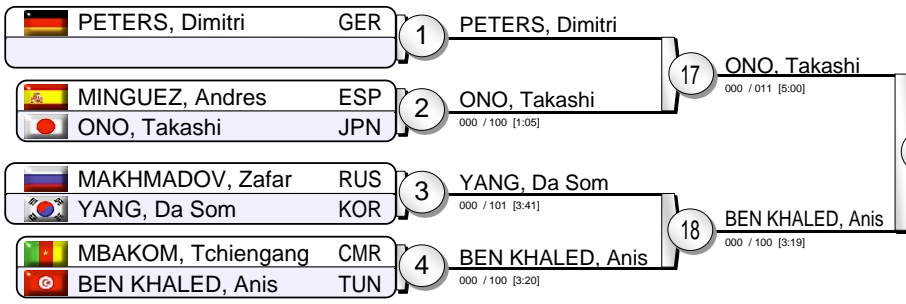 PETERS, Dimitri GER
MINGUEZ, Andres ESP
ONO, Takashi JPN
MAKHMADOV, Zafar RUS
YANG, Da Som KOR
MBAKOM, Tchiengang CMR
BEN KHALED, Anis TUN
1
PETERS, Dimitri
2
ONO, Takashi
000 / 100 [1:05]
3
YANG, Da Som
000 / 101 [3:41]
4
BEN KHALED, Anis
000 / 100 [3:20]
17
ONO, Takashi
000 / 011 [5:00]
18
BEN KHALED, Anis
000 / 100 [3:19]